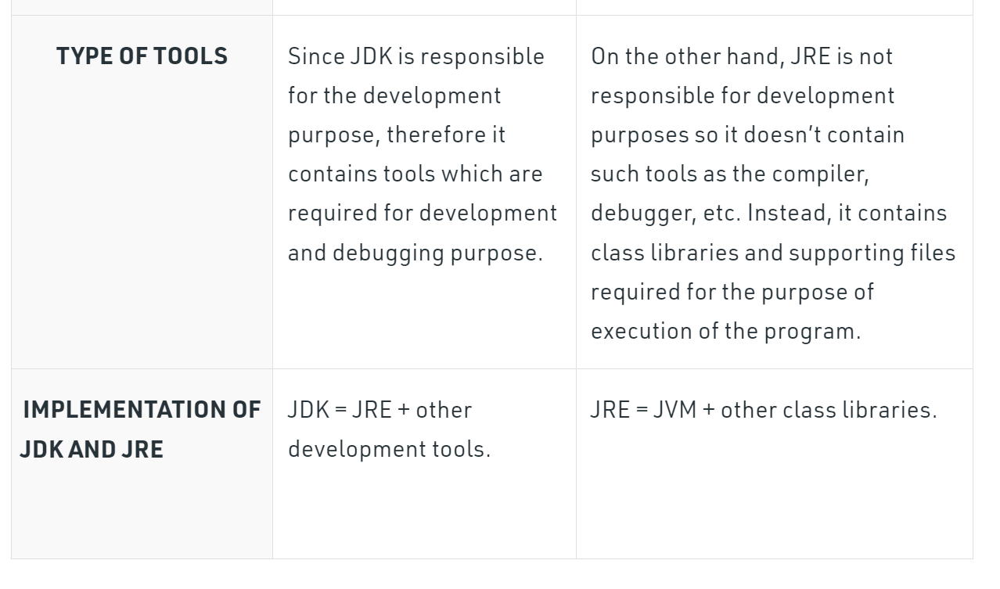 TYPE OF TOOLS
Since JDK is responsible
for the development
purpose, therefore it
contains tools which are
required for development
and debugging purpose.
On the other hand, JRE is not
responsible for development
purposes so it doesn’t contain
such tools as the compiler,
debugger, etc. Instead, it contains
class libraries and supporting files
required for the purpose of
execution of the program.
IMPLEMENTATION OF
JDK AND JRE
JDK = JRE + other
development tools.
JRE = JVM + other class libraries.